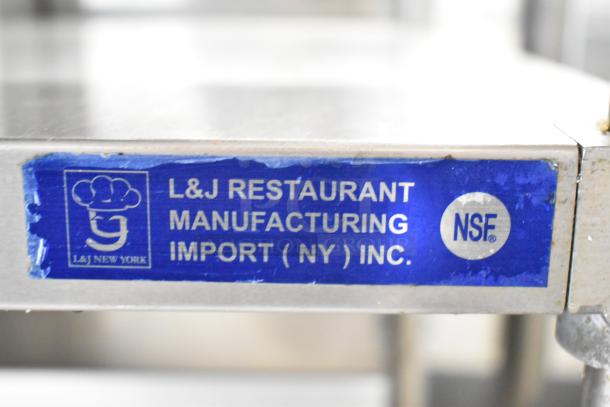 L&J RESTAURANT
MANUFACTURING
IMPORT ( NY ) INC.
L&J NEW YORK
NSF®